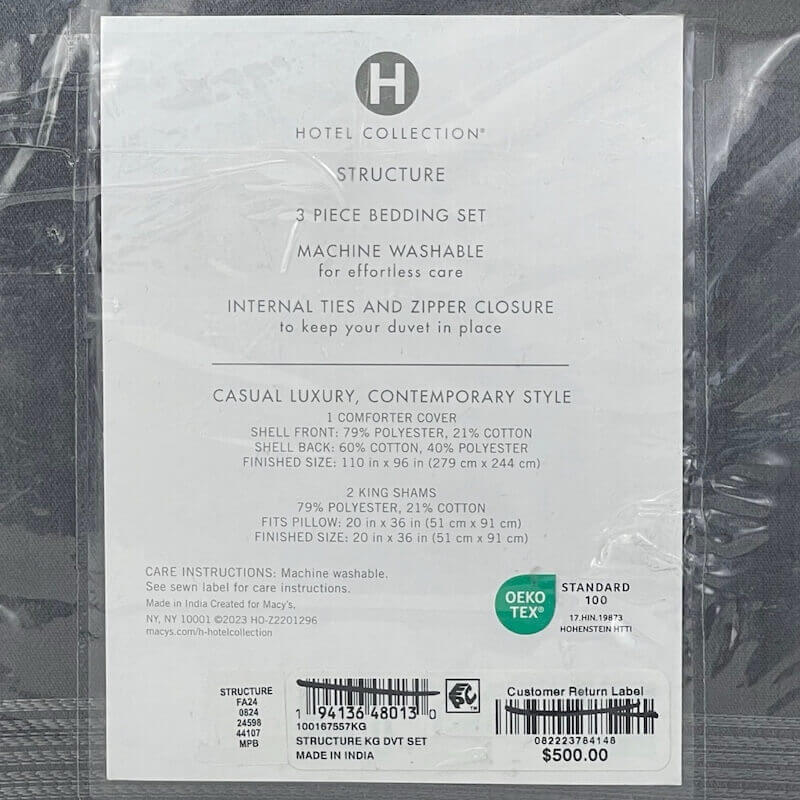 H
HOTEL COLLECTION®
STRUCTURE
3 PIECE BEDDING SET
MACHINE WASHABLE
for effortless care
INTERNAL TIES AND ZIPPER CLOSURE
to keep your duvet in place
CASUAL LUXURY, CONTEMPORARY STYLE
1 COMFORTER COVER
SHELL FRONT: 79% POLYESTER, 21% COTTON
SHELL BACK: 60% COTTON, 40% POLYESTER
FINISHED SIZE: 110 in x 96 in (279 cm x 244 cm)
2 KING SHAMS
79% POLYESTER, 21% COTTON
FITS PILLOW: 20 in x 36 in (51 cm x 91 cm)
FINISHED SIZE: 20 in x 36 in (51 cm x 91 cm)
CARE INSTRUCTIONS: Machine washable.
See sewn label for care instructions.
Made in India Created for Macy's,
NY, NY 10001 ©2023 HO-Z2201296
macys.com/h-hotelcollection
OEKO
TEX®
STANDARD
100
17.HIN.19873
HOHENSTEIN HTTI
STRUCTURE
FA24
0824
24598
44107
MPB
1 94136 48013 0
100167557KG
STRUCTURE KG DVT SET
MADE IN INDIA
EPC™
Customer Return Label
082223784148
$500.00